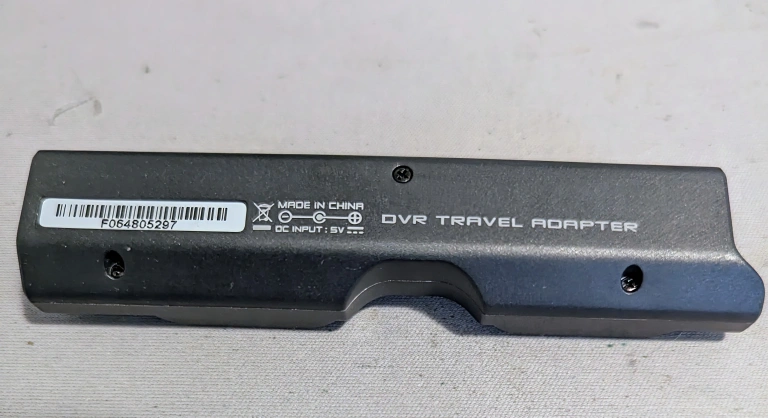 F064805297
MADE IN CHINA
DC INPUT : 5V
DVR TRAVEL ADAPTER